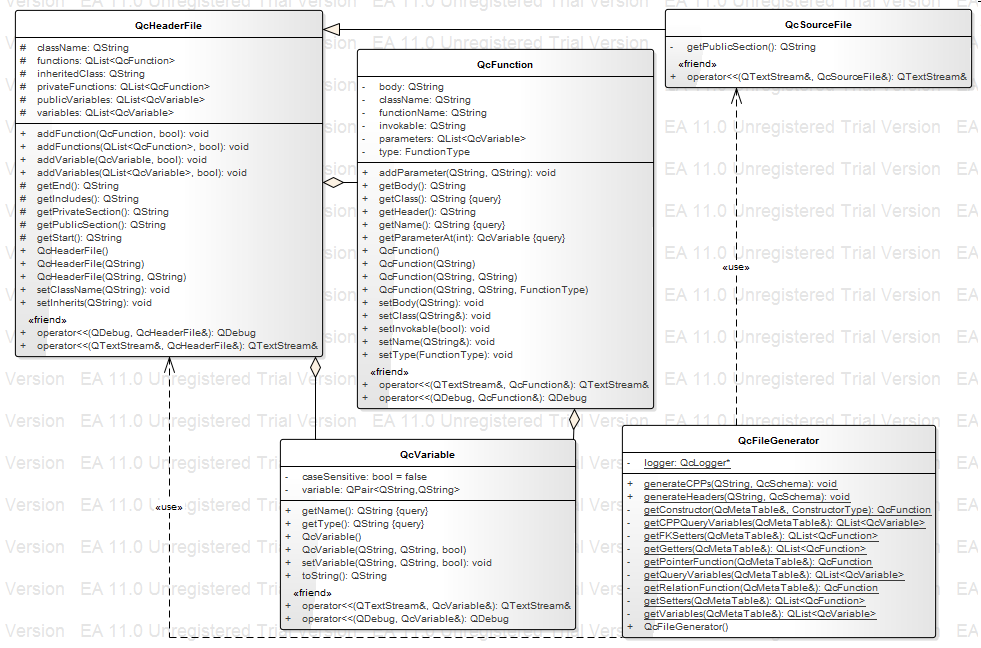 QcHeaderFile
# className: QString
# functions: QList<QcFunction>
# inheritedClass: QString
# privateFunctions: QList<QcFunction>
# publicVariables: QList<QcVariable>
# variables: QList<QcVariable>
+ addFunction(QcFunction, bool): void
+ addFunctions(QList<QcFunction>, bool): void
+ addVariable(QcVariable, bool): void
+ addVariables(QList<QcVariable>, bool): void
# getEnd(): QString
# getIncludes(): QString
# getPrivateSection(): QString
# getPublicSection(): QString
# getStart(): QString
+ QcHeaderFile()
+ QcHeaderFile(QString)
+ QcHeaderFile(QString, QString)
+ setClassName(QString): void
+ setInherits(QString): void
«friend»
+ operator<<(QDebug, QcHeaderFile&): QDebug
+ operator<<(QTextStream&, QcHeaderFile&): QTextStream&
QcFunction
- body: QString
- className: QString
- functionName: QString
- invokable: QString
- parameters: QList<QcVariable>
- type: FunctionType
+ addParameter(QString, QString): void
+ getBody(): QString
+ getClass(): QString {query}
+ getHeader(): QString
+ getName(): QString {query}
+ getParameterAt(int): QcVariable {query}
+ QcFunction()
+ QcFunction(QString)
+ QcFunction(QString, QString)
+ QcFunction(QString, QString, FunctionType)
+ setBody(QString): void
+ setClass(QString&): void
+ setInvokable(bool): void
+ setName(QString&): void
+ setType(FunctionType): void
«friend»
+ operator<<(QTextStream&, QcFunction&): QTextStream&
+ operator<<(QDebug, QcFunction&): QDebug
QcSourceFile
- getPublicSection(): QString
«friend»
+ operator<<(QTextStream&, QcSourceFile&): QTextStream&
«use»
«use»
QcVariable
- caseSensitive: bool = false
- variable: QPair<QString,QString>
+ getName(): QString {query}
+ getType(): QString {query}
+ QcVariable()
+ QcVariable(QString, QString, bool)
+ setVariable(QString, QString, bool): void
+ toString(): QString
«friend»
+ operator<<(QTextStream&, QcVariable&): QTextStream&
+ operator<<(QDebug, QcVariable&): QDebug
QcFileGenerator
- logger: QcLogger*
+ generateCPPs(QString, QcSchema): void
+ generateHeaders(QString, QcSchema): void
- getConstructor(QcMetaTable&, ConstructorType): QcFunction
- getCPPQueryVariables(QcMetaTable&): QList<QcVariable>
- getFKSetters(QcMetaTable&): QList<QcFunction>
- getGetters(QcMetaTable&): QList<QcFunction>
- getPointerFunction(QcMetaTable&): QcFunction
- getQueryVariables(QcMetaTable&): QList<QcVariable>
- getRelationFunction(QcMetaTable&): QcFunction
- getSetters(QcMetaTable&): QList<QcFunction>
- getVariables(QcMetaTable&): QList<QcVariable>
+ QcFileGenerator()
EA 11.0 Unregistered Trial Version